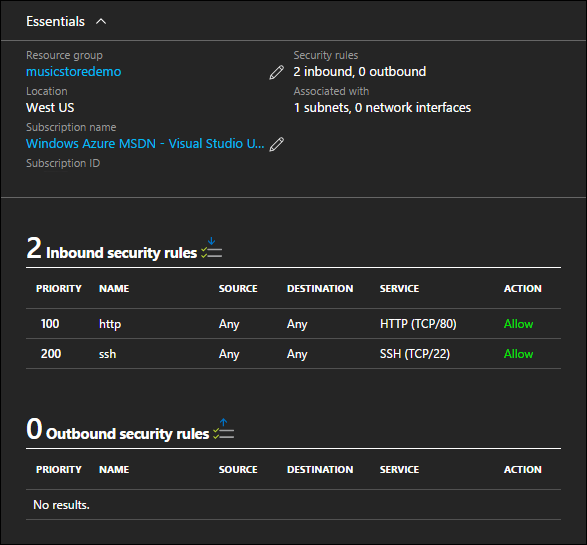 Essentials
Resource group
musicstoredemo
Security rules
2 inbound, 0 outbound
Location
West US
Associated with
1 subnets, 0 network interfaces
Subscription name
Windows Azure MSDN - Visual Studio U...
Subscription ID
2 Inbound security rules
PRIORITY NAME SOURCE DESTINATION SERVICE ACTION
100 http Any Any HTTP (TCP/80) Allow
200 ssh Any Any SSH (TCP/22) Allow
0 Outbound security rules
PRIORITY NAME SOURCE DESTINATION SERVICE ACTION
No results.